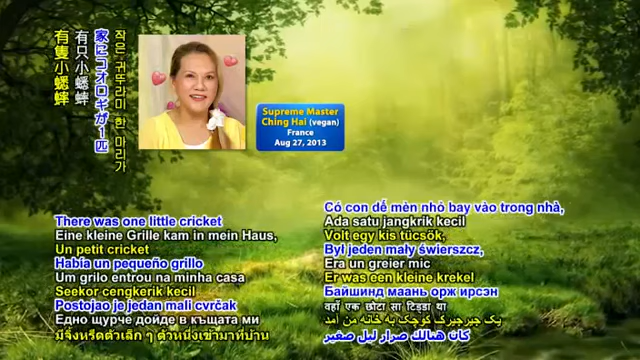 有隻小蟋蟀
有只小蟋蟀
家にコオロギが1匹
작은 귀뚜라미 한 마리가
Supreme Master
Ching Hai (vegan)
France
Aug 27, 2013
There was one little cricket
Eine kleine Grille kam in mein Haus,
Un petit cricket
Había un pequeño grillo
Um grilo entrou na minha casa
Seekor cengkerik kecil
Postojao je jedan mali cvrčak
Едно щурче дойде в къщата ми
มีจิ้งหรีดตัวเล็ก ๆ ตัวหนึ่งเข้ามาที่บ้าน
Có con dế mèn nhỏ bay vào trong nhà,
Ada satu jangkrik kecil
Volt egy kis tücsök,
Był jeden mały świerszcz,
Era un greier mic
Er was een kleine krekel
Байшинд маань орж ирсэн
वहाँ एक छोटा सा टिड्डा था
یک جیرجیرک کوچک به خانه من آمد
كان هنالك صرار ليل صغير